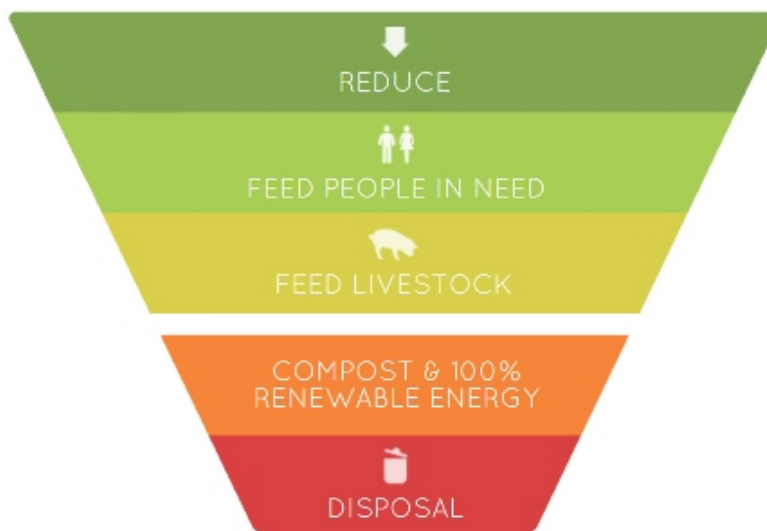 REDUCE
FEED PEOPLE IN NEED
FEED LIVESTOCK
COMPOST & 100%
RENEWABLE ENERGY
DISPOSAL